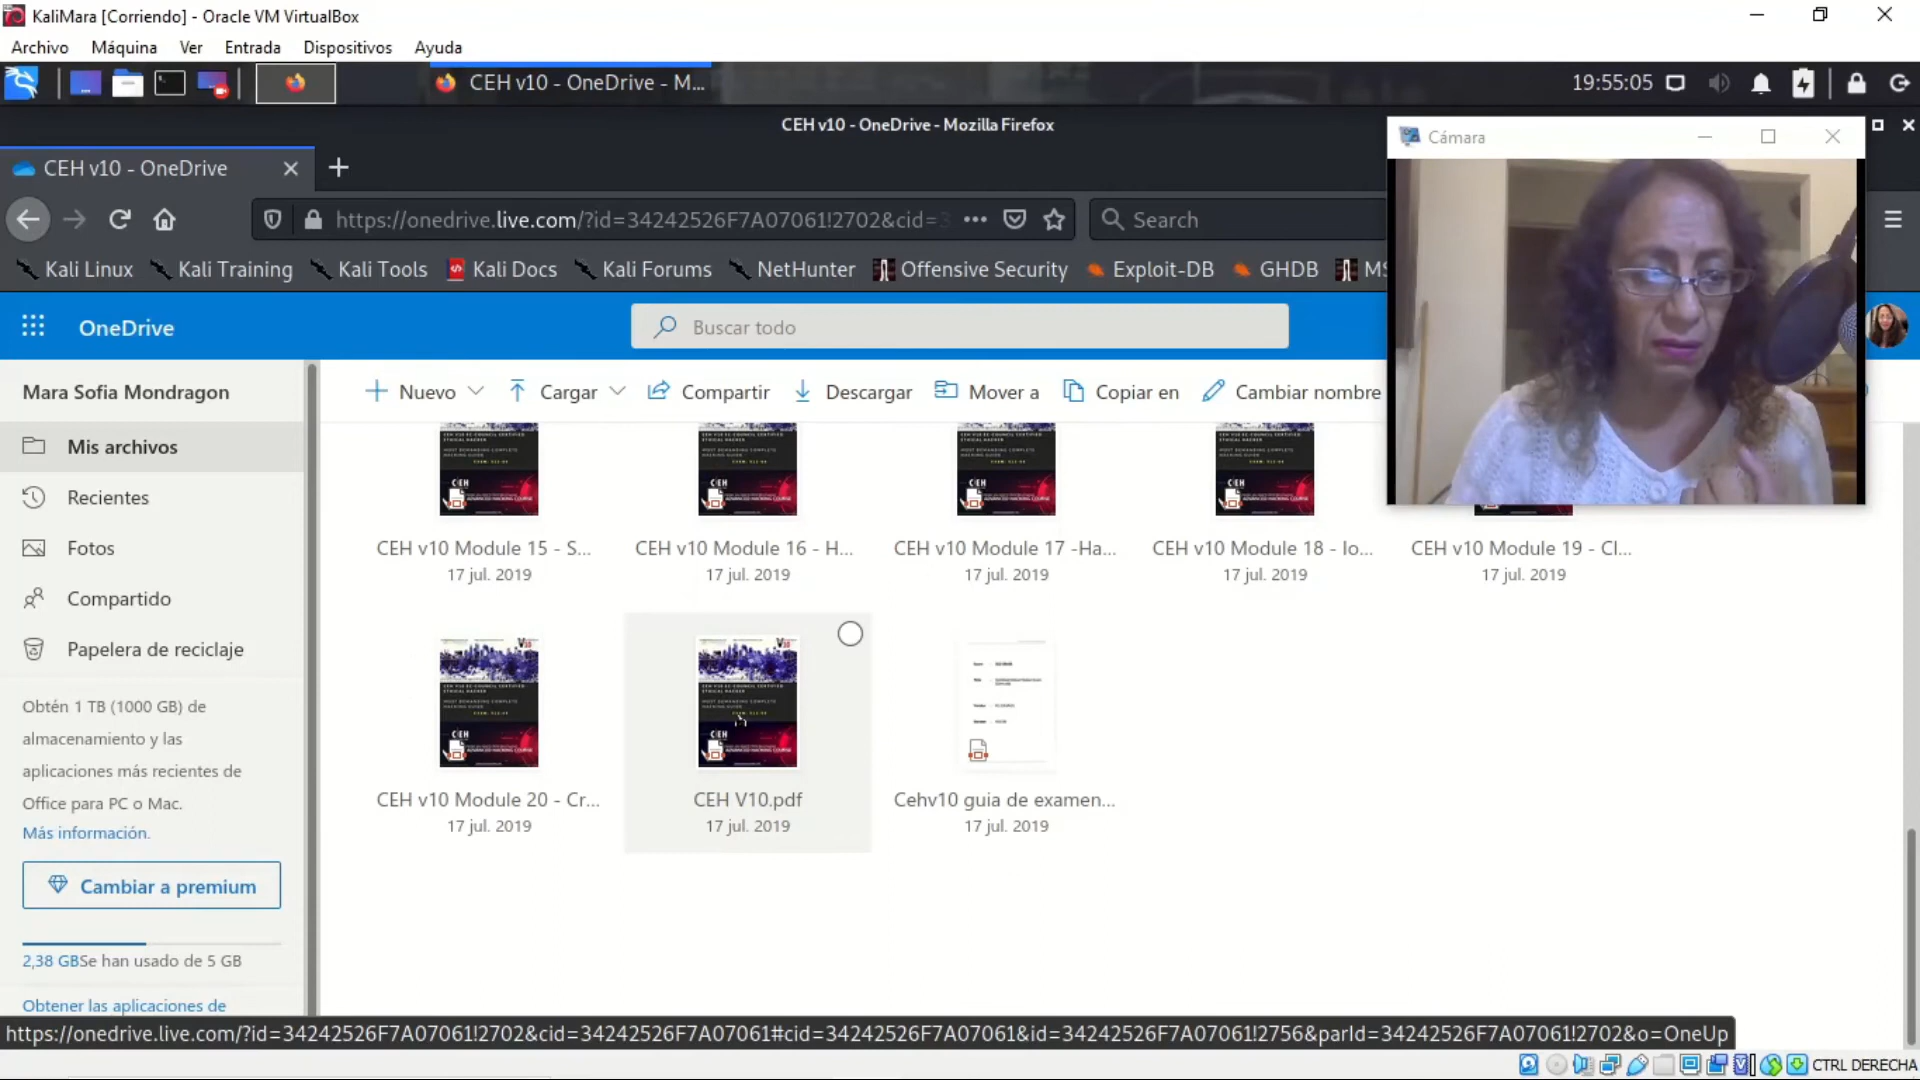 KaliMara [Corriendo] - Oracle VM VirtualBox
Archivo Máquina Ver Entrada Dispositivos Ayuda
CEH v10 - OneDrive - M...
19:55:05
CEH v10 - OneDrive - Mozilla Firefox
Cámara
CEH v10 - OneDrive
https://onedrive.live.com/?id=34242526F7A07061!2702&cid=3
Search
Kali Linux Kali Training Kali Tools Kali Docs Kali Forums NetHunter Offensive Security Exploit-DB GHDB MS
OneDrive
Buscar todo
Mara Sofia Mondragon
Nuevo Cargar Compartir Descargar Mover a Copiar en Cambiar nombre
Mis archivos
Recientes
Fotos
Compartido
Papelera de reciclaje
Obtén 1 TB (1000 GB) de
almacenamiento y las
aplicaciones más recientes de
Office para PC o Mac.
Más información.
Cambiar a premium
2,38 GBSe han usado de 5 GB
Obtener las aplicaciones de
CEH v10 Module 15 - S...
17 jul. 2019
CEH v10 Module 16 - H...
17 jul. 2019
CEH v10 Module 17 -Ha...
17 jul. 2019
CEH v10 Module 18 - Io...
17 jul. 2019
CEH v10 Module 19 - Cl...
17 jul. 2019
CEH v10 Module 20 - Cr...
17 jul. 2019
CEH V10.pdf
17 jul. 2019
Cehv10 guia de examen...
17 jul. 2019
https://onedrive.live.com/?id=34242526F7A07061!2702&cid=34242526F7A07061#cid=34242526F7A07061&id=34242526F7A07061!2756&parId=34242526F7A07061!2702&o=OneUp
CTRL DERECHA